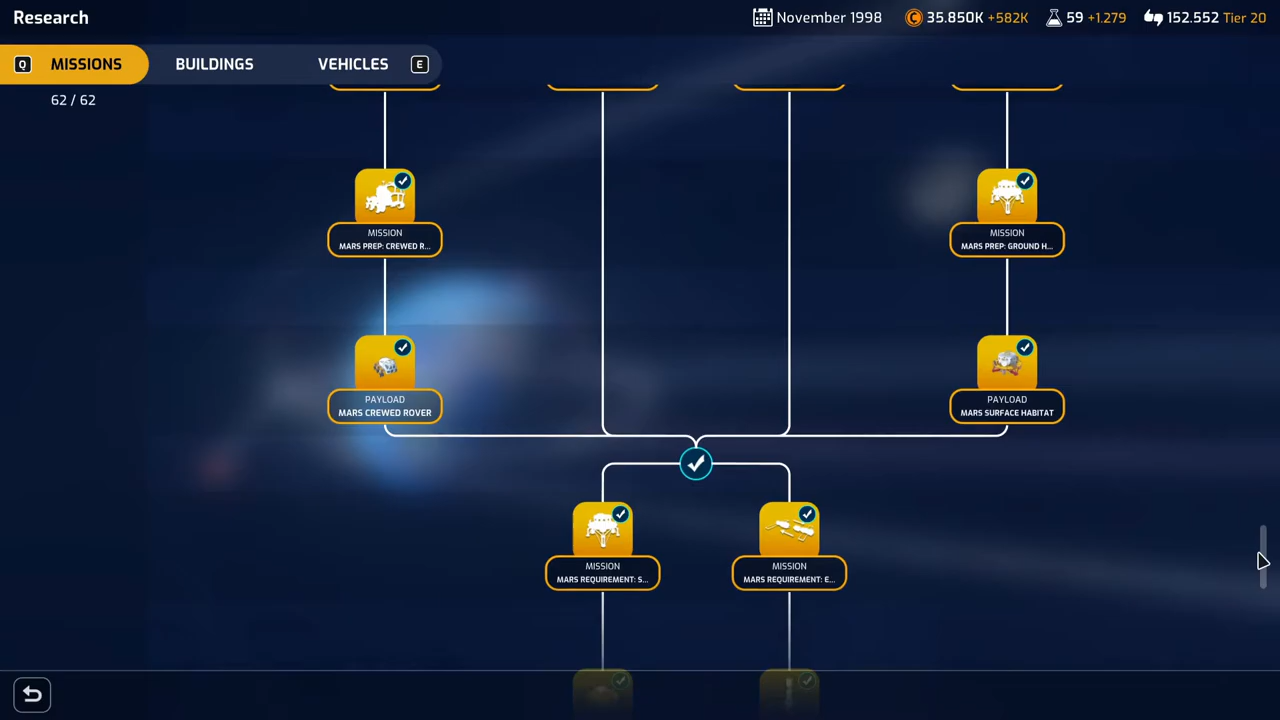 Research
November 1998
35.850K +582K
59 +1.279
152.552 Tier 20
Q MISSIONS
BUILDINGS
VEHICLES E
62 / 62
MISSION
MARS PREP: CREWED R...
MISSION
MARS PREP: GROUND H...
PAYLOAD
MARS CREWED ROVER
PAYLOAD
MARS SURFACE HABITAT
MISSION
MARS REQUIREMENT: S...
MISSION
MARS REQUIREMENT: E...